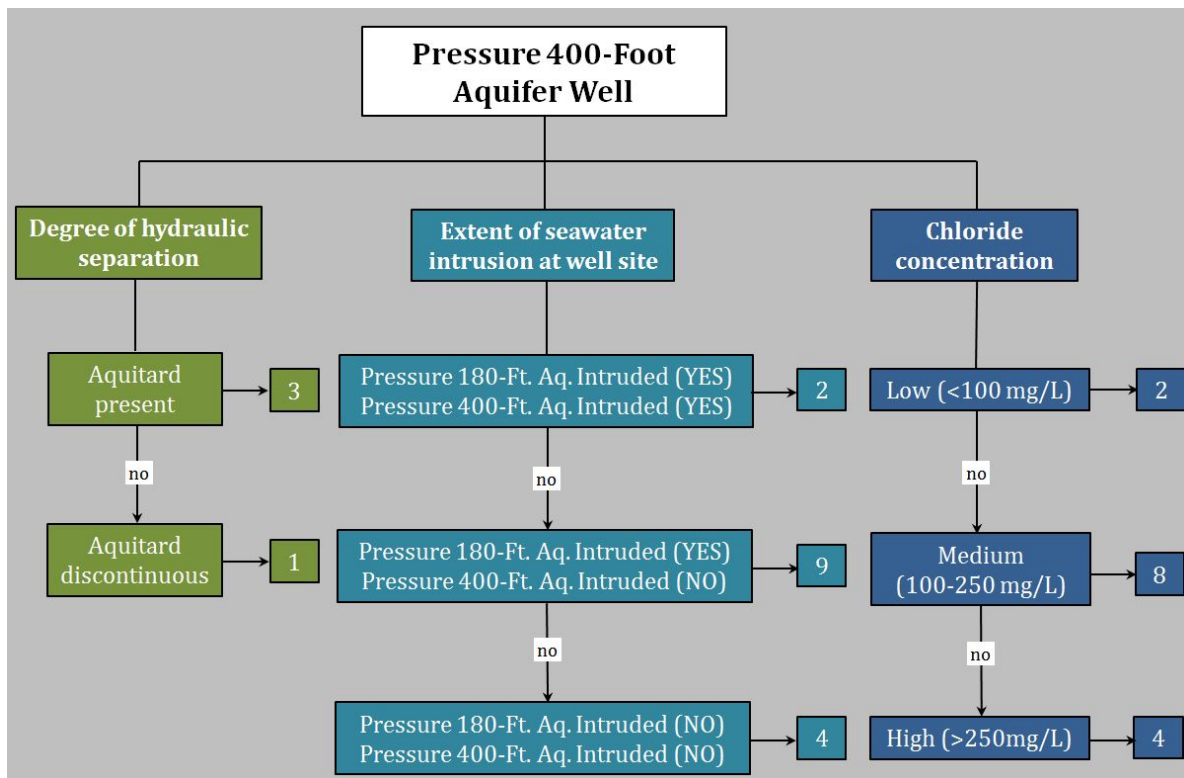 Pressure 400-Foot
Aquifer Well
Degree of hydraulic
separation
Extent of seawater
intrusion at well site
Chloride
concentration
Aquitard
present
3
Pressure 180-Ft. Aq. Intruded (YES)
Pressure 400-Ft. Aq. Intruded (YES)
2
Low (<100 mg/L)
2
no
no
no
Aquitard
discontinuous
1
Pressure 180-Ft. Aq. Intruded (YES)
Pressure 400-Ft. Aq. Intruded (NO)
9
Medium
(100-250 mg/L)
8
no
no
Pressure 180-Ft. Aq. Intruded (NO)
Pressure 400-Ft. Aq. Intruded (NO)
4
High (>250mg/L)
4